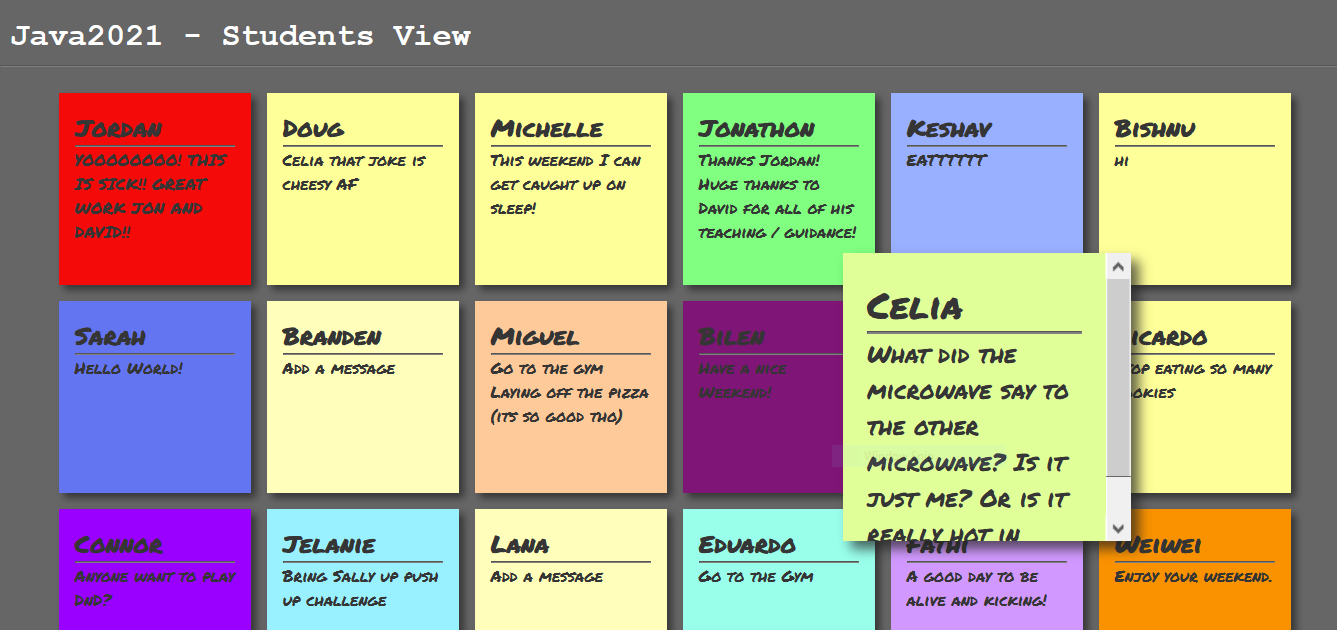 Java2021 - Students View
JORDAN
YOOOOOOO! THIS
IS SICK!! GREAT
WORK JON AND
DAVID!!
DOUG
CELIA THAT JOKE IS
CHEESY AF
MICHELLE
THIS WEEKEND I CAN
GET CAUGHT UP ON
SLEEP!
JONATHON
THANKS JORDAN!
HUGE THANKS TO
DAVID FOR ALL OF HIS
TEACHING / GUIDANCE!
KESHAV
EATTTTTT
BISHNU
HI
SARAH
HELLO WORLD!
BRANDEN
ADD A MESSAGE
MIGUEL
GO TO THE GYM
LAYING OFF THE PIZZA
(ITS SO GOOD THO)
BILEN
HAVE A NICE
WEEKEND!
CELIA
WHAT DID THE
MICROWAVE SAY TO
THE OTHER
MICROWAVE? IS IT
JUST ME? OR IS IT
REALLY HOT IN
ICARDO
OP EATING SO MANY
OKIES
CONNOR
ANYONE WANT TO PLAY
DND?
JELANIE
BRING SALLY UP PUSH
UP CHALLENGE
LANA
ADD A MESSAGE
EDUARDO
GO TO THE GYM
FATHI
A GOOD DAY TO BE
ALIVE AND KICKING!
WEIWEI
ENJOY YOUR WEEKEND.